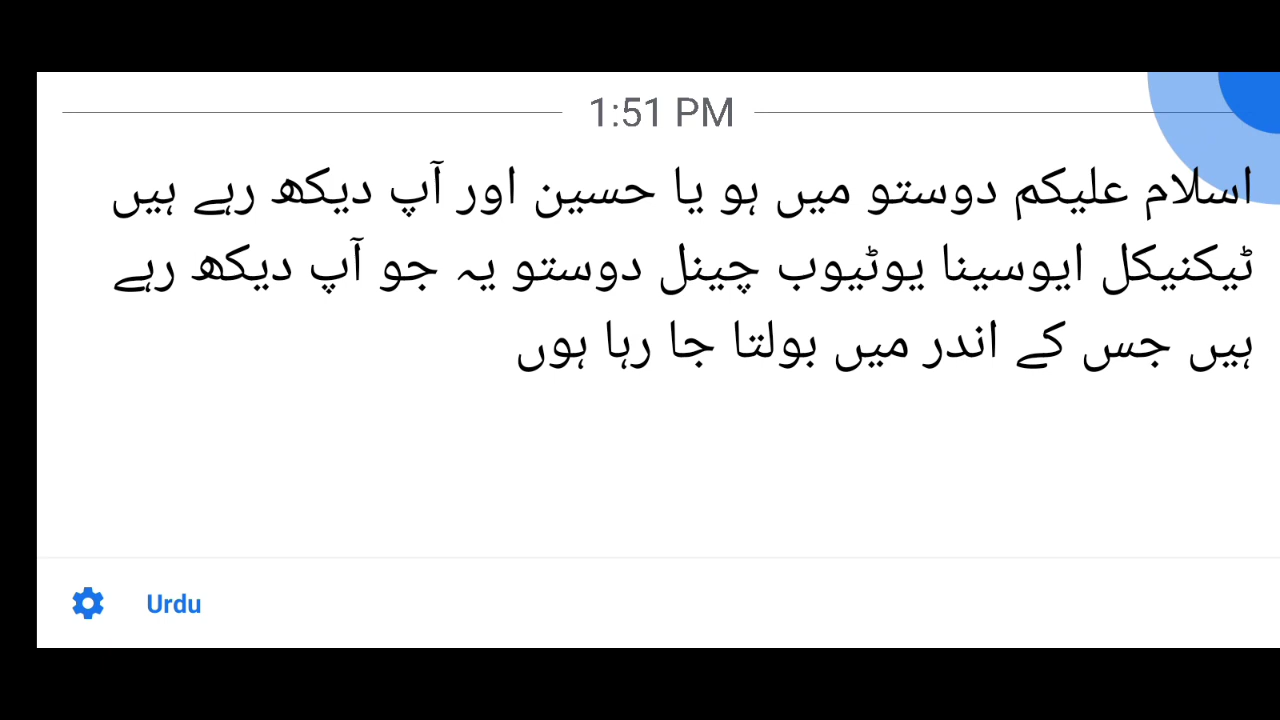 1:51 PM
اسلام علیکم دوستو میں ہو یا حسین اور آپ دیکھ رہے ہیں
ٹیکنیکل ایوسینا یوٹیوب چینل دوستو یہ جو آپ دیکھ رہے
ہیں جس کے اندر میں بولتا جا رہا ہوں
Urdu